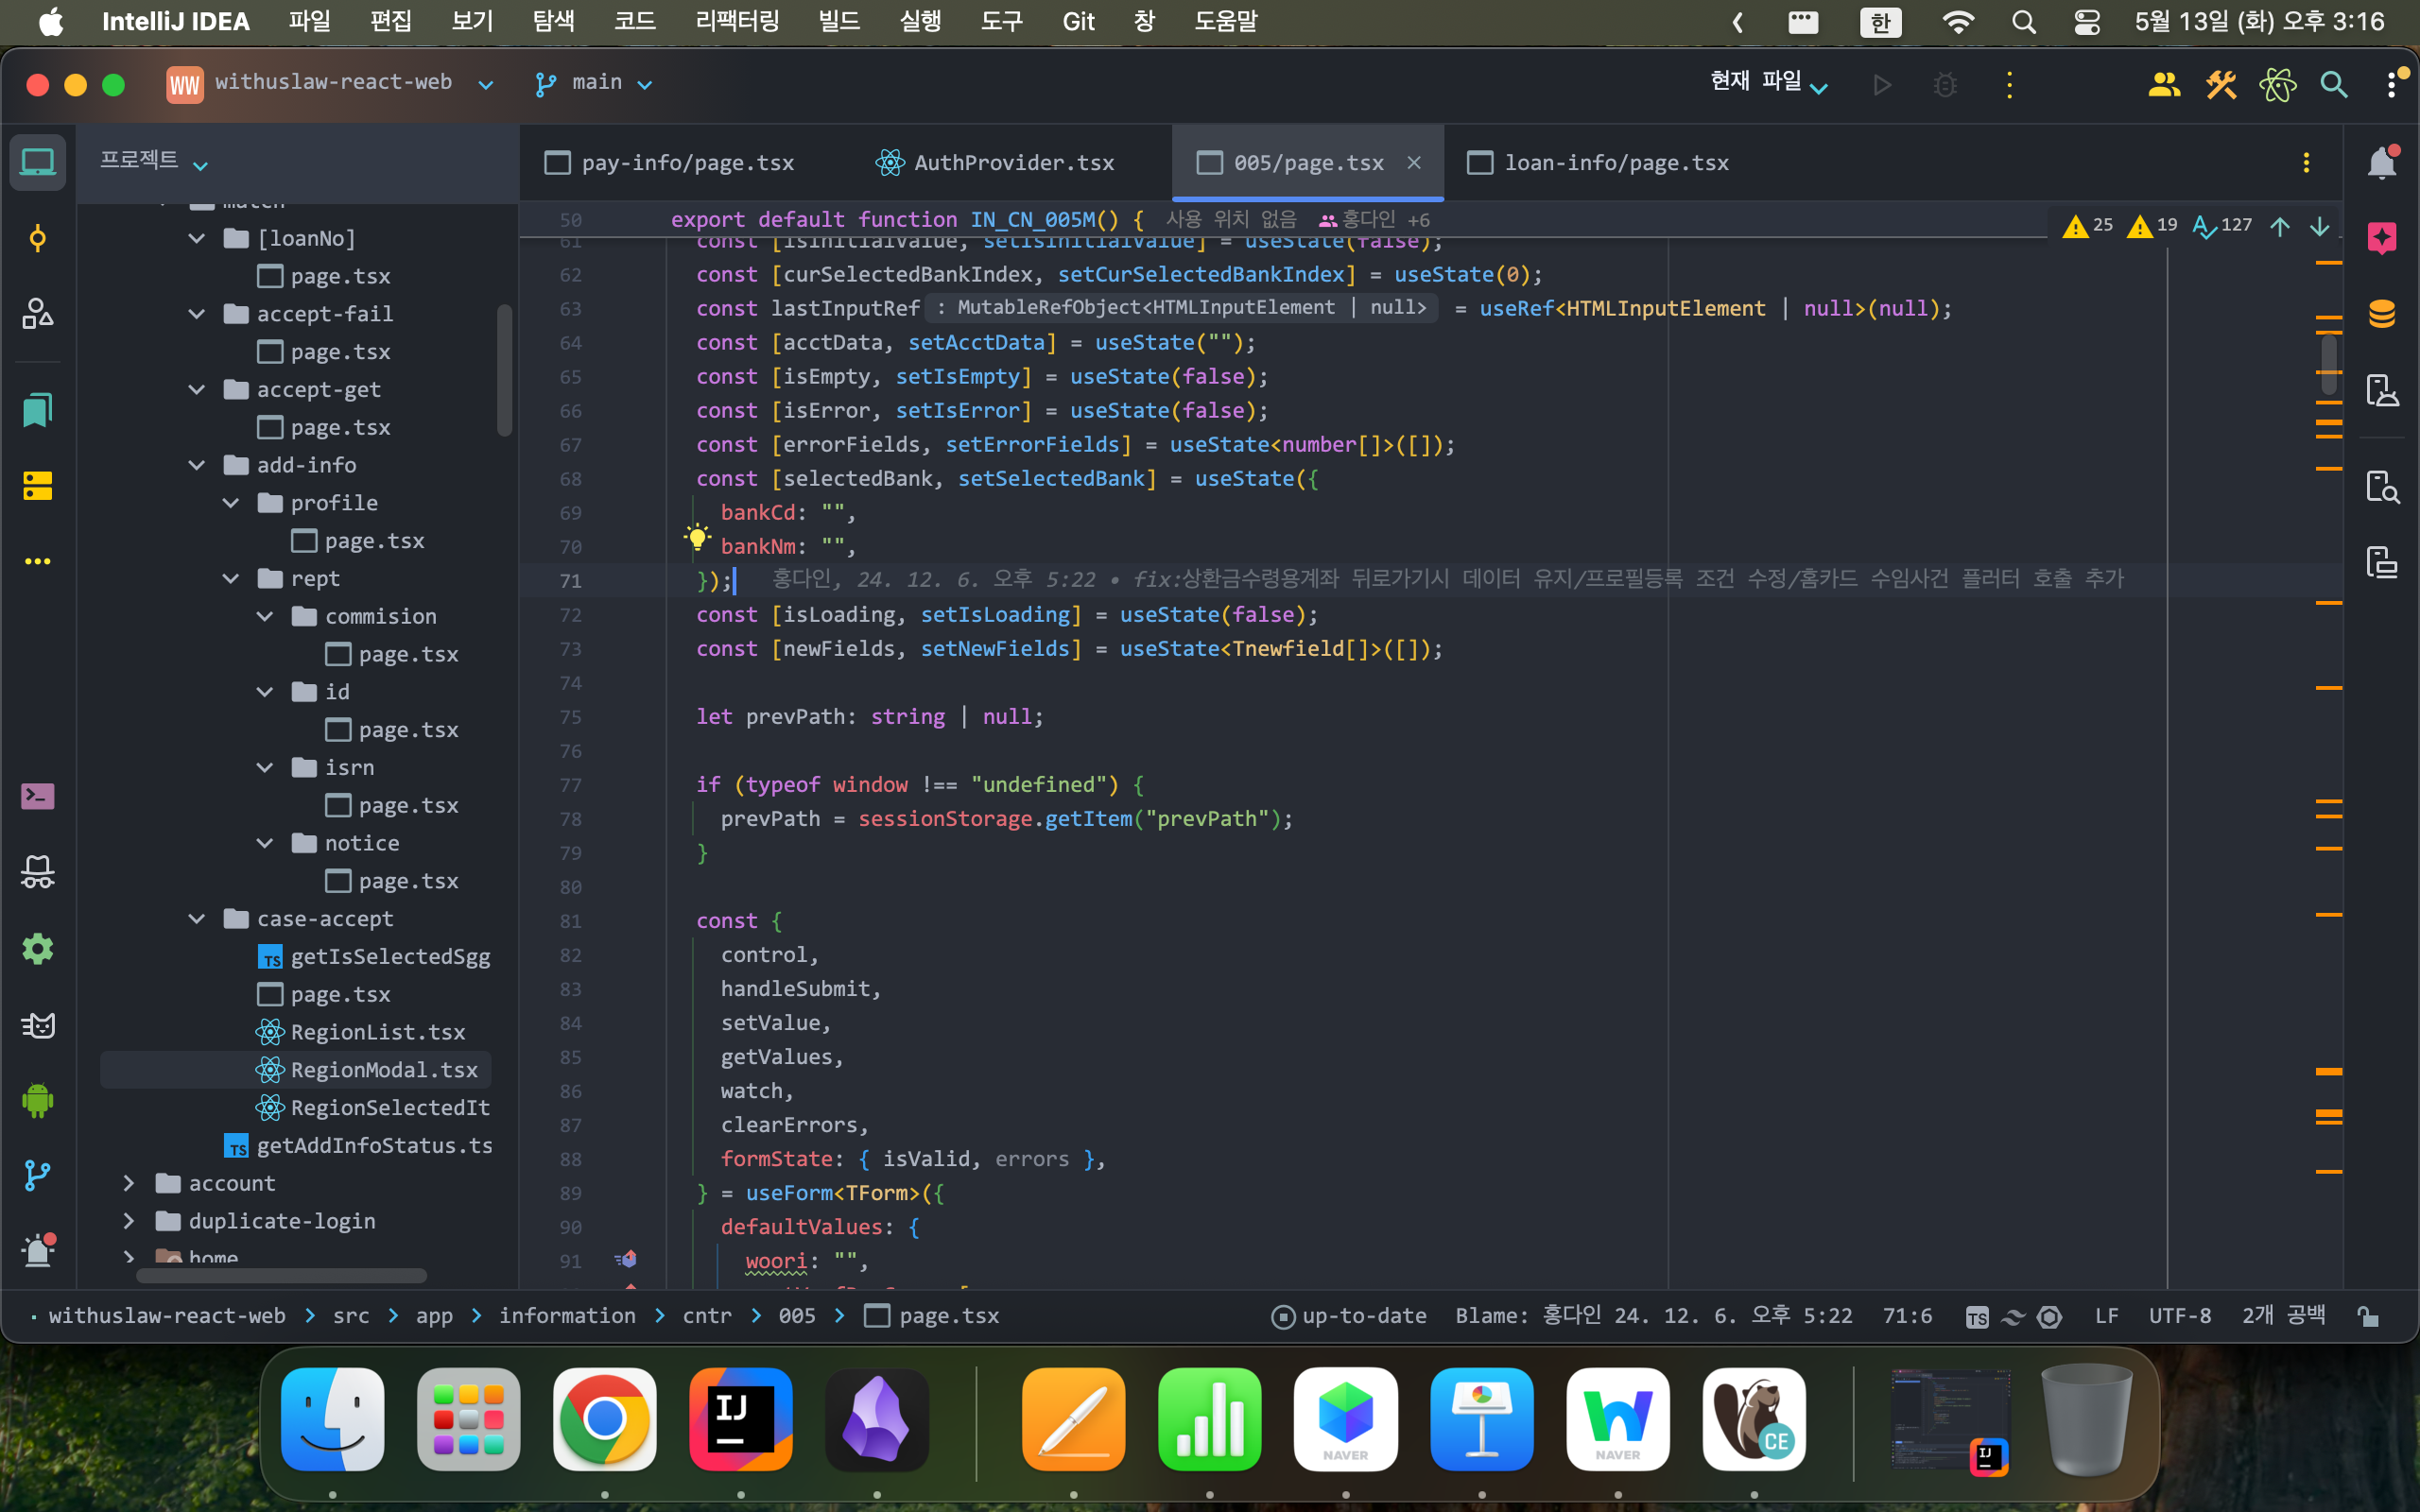 IntelliJ IDEA 파일 편집 보기 탐색 코드 리팩터링 빌드 실행 도구 Git 창 도움말 한 5월 13일 (화) 오후 3:16
WW withuslaw-react-web main 현재 파일
프로젝트
pay-info/page.tsx AuthProvider.tsx 005/page.tsx loan-info/page.tsx
[loanNo]
page.tsx
accept-fail
page.tsx
accept-get
page.tsx
add-info
profile
page.tsx
rept
commision
page.tsx
id
page.tsx
isrn
page.tsx
notice
page.tsx
case-accept
TS getIsSelectedSgg
page.tsx
RegionList.tsx
RegionModal.tsx
RegionSelectedIt
TS getAddInfoStatus.ts
account
duplicate-login
home
50 export default function IN_CN_005M() { 사용 위치 없음 홍다인 +6
25 19 127
61 const [isInitialValue, setIsInitialValue] = useState(false);
62 const [curSelectedBankIndex, setCurSelectedBankIndex] = useState(0);
63 const lastInputRef : MutableRefObject<HTMLInputElement | null> = useRef<HTMLInputElement | null>(null);
64 const [acctData, setAcctData] = useState("");
65 const [isEmpty, setIsEmpty] = useState(false);
66 const [isError, setIsError] = useState(false);
67 const [errorFields, setErrorFields] = useState<number[]>([]);
68 const [selectedBank, setSelectedBank] = useState({
69 bankCd: "",
70 bankNm: "",
71 }); 홍다인, 24. 12. 6. 오후 5:22 • fix:상환금수령용계좌 뒤로가기시 데이터 유지/프로필등록 조건 수정/홈카드 수임사건 플러터 호출 추가
72 const [isLoading, setIsLoading] = useState(false);
73 const [newFields, setNewFields] = useState<Tnewfield[]>([]);
74
75 let prevPath: string | null;
76
77 if (typeof window !== "undefined") {
78 prevPath = sessionStorage.getItem("prevPath");
79 }
80
81 const {
82 control,
83 handleSubmit,
84 setValue,
85 getValues,
86 watch,
87 clearErrors,
88 formState: { isValid, errors },
89 } = useForm<TForm>({
90 defaultValues: {
91 woori: "",
withuslaw-react-web > src > app > information > cntr > 005 > page.tsx up-to-date Blame: 홍다인 24. 12. 6. 오후 5:22 71:6 TS LF UTF-8 2개 공백
IJ NAVER NAVER CE IJ